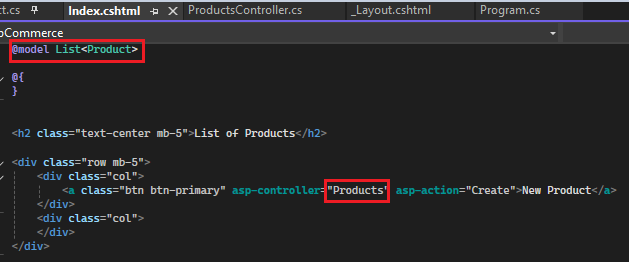 t.cs Index.cshtml ProductsController.cs _Layout.cshtml Program.cs
oCommerce
@model List<Product>
@{
}
<h2 class="text-center mb-5">List of Products</h2>
<div class="row mb-5">
<div class="col">
<a class="btn btn-primary" asp-controller="Products" asp-action="Create">New Product</a>
</div>
<div class="col">
</div>
</div>